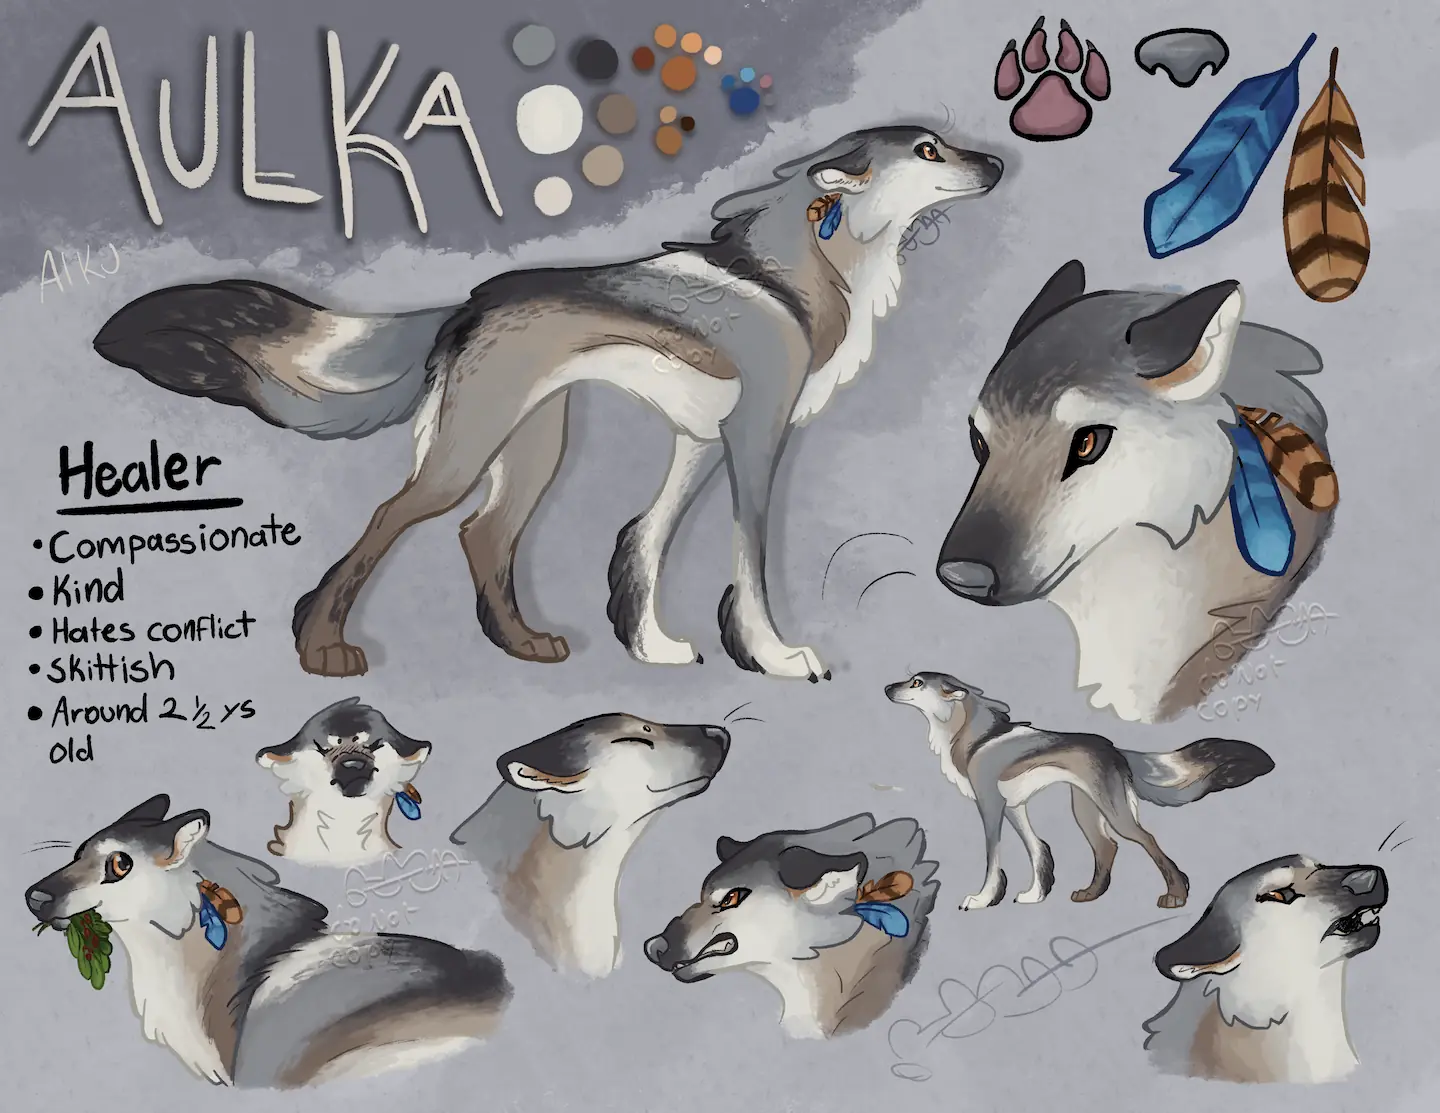 AULKA
AIKJ
Healer
• Compassionate
• Kind
• Hates conflict
• Skittish
• Around 2 ½ ys
old
Do Not
Copy
Do Not
Copy
Do Not
Copy